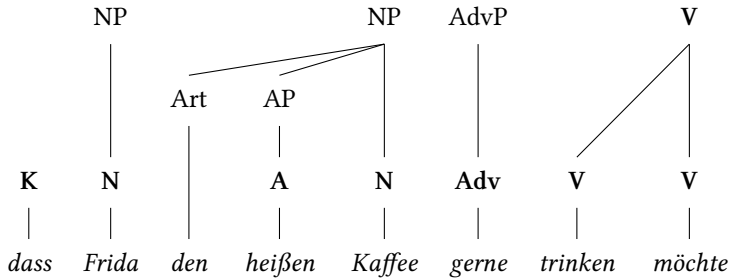 NP NP AdvP V
Art AP
K N A N Adv V V
dass Frida den heißen Kaffee gerne trinken möchte